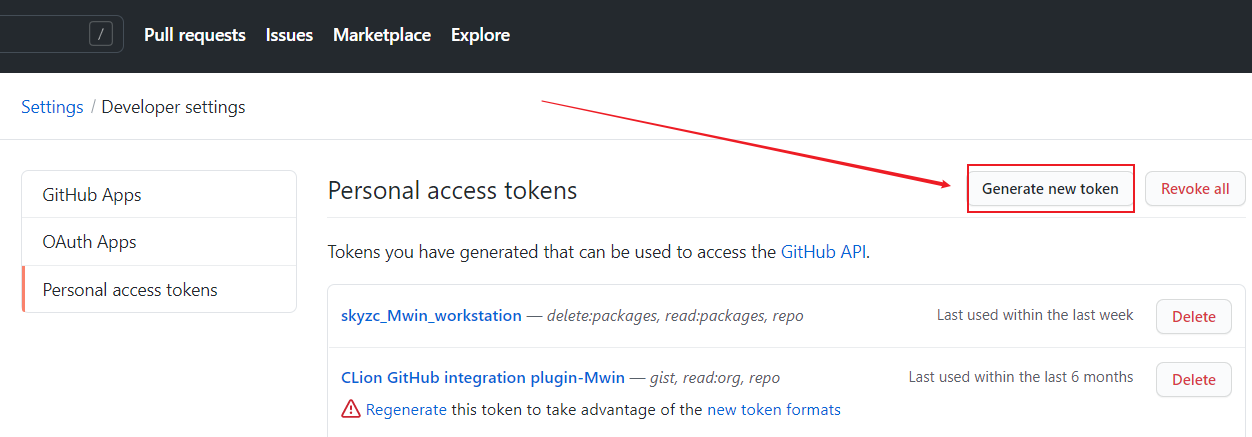 / Pull requests Issues Marketplace Explore
Settings / Developer settings
GitHub Apps
OAuth Apps
Personal access tokens
Personal access tokens Generate new token Revoke all
Tokens you have generated that can be used to access the GitHub API.
skyzc_Mwin_workstation — delete:packages, read:packages, repo Last used within the last week Delete
CLion GitHub integration plugin-Mwin — gist, read:org, repo Last used within the last 6 months Delete
Regenerate this token to take advantage of the new token formats